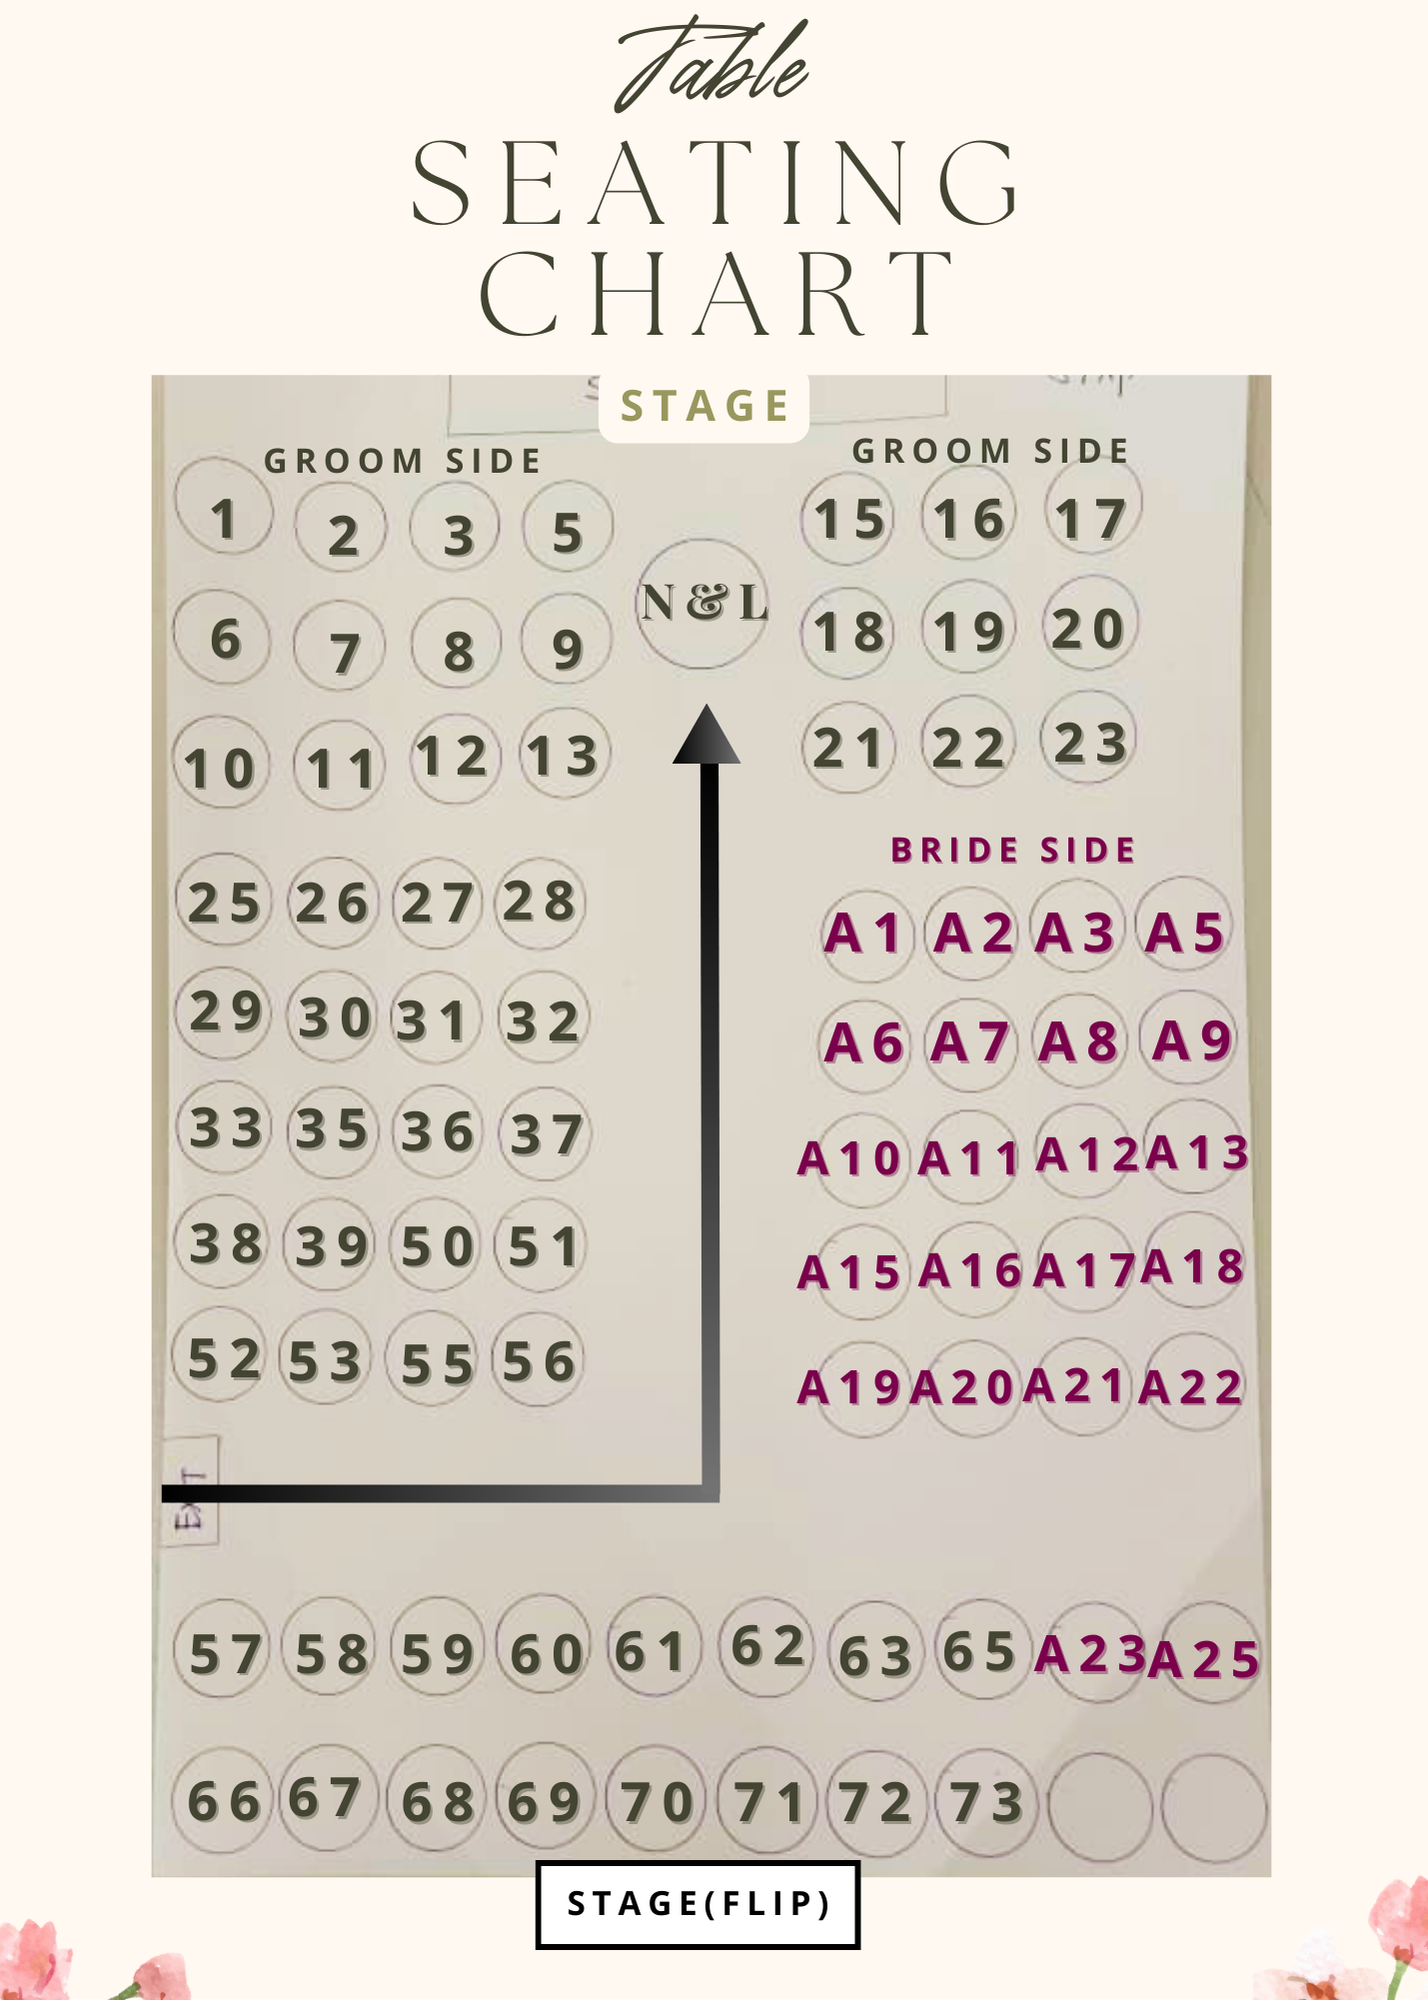 Table
SEATING
CHART
STAGE
GROOM SIDE
GROOM SIDE
1 2 3 5
15 16 17
N & L
6 7 8 9
18 19 20
10 11 12 13
21 22 23
BRIDE SIDE
25 26 27 28
A1 A2 A3 A5
29 30 31 32
A6 A7 A8 A9
33 35 36 37
A10 A11 A12 A13
38 39 50 51
A15 A16 A17 A18
52 53 55 56
A19 A20 A21 A22
EXIT
57 58 59 60 61 62 63 65 A23 A25
66 67 68 69 70 71 72 73
STAGE(FLIP)